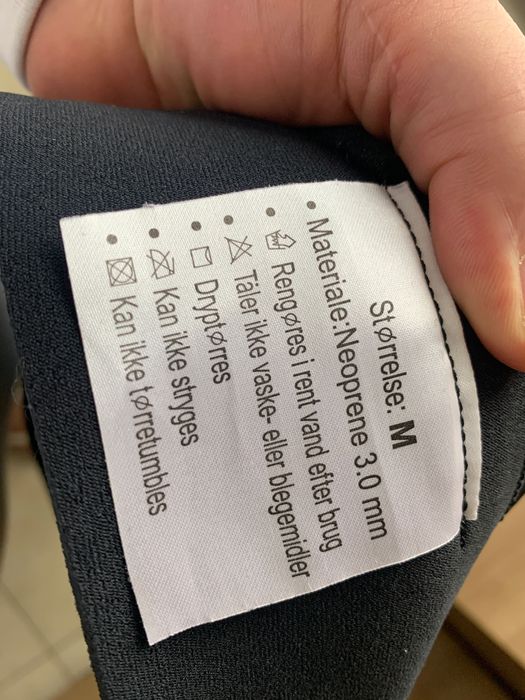 Størrelse: M
• Materiale:Neoprene 3.0 mm
• Rengøres i rent vand efter brug
• Tåler ikke vaske- eller blegemidler
• Dryptørres
• Kan ikke stryges
• Kan ikke tørretumbles